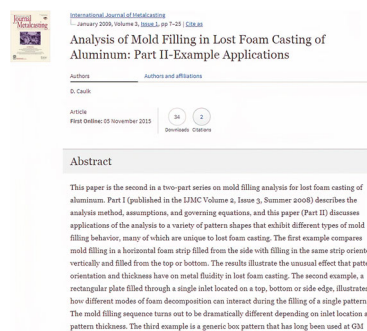 Journal of
Metalcasting
International Journal of Metalcasting
January 2009, Volume 3, Issue 1, pp 7–25 | Cite as
Analysis of Mold Filling in Lost Foam Casting of
Aluminum: Part II-Example Applications
Authors
Authors and affiliations
D. Caulk
Article
First Online: 05 November 2015
34
Downloads
2
Citations
Abstract
This paper is the second in a two-part series on mold filling analysis for lost foam casting of
aluminum. Part I (published in the IJMC Volume 2, Issue 3, Summer 2008) describes the
analysis method, assumptions, and governing equations, and this paper (Part II) discusses
applications of the analysis to a variety of pattern shapes that exhibit different types of mold
filling behavior, many of which are unique to lost foam casting. The first example compares
mold filling in a horizontal foam strip filled from the side with filling in the same strip oriente
vertically and filled from the top or bottom. The results illustrate the unusual effect that patte
orientation and thickness have on metal fluidity in lost foam casting. The second example, a
rectangular plate filled through a single inlet located on a top, bottom or side edge, illustrates
how different modes of foam decomposition can interact during the filling of a single pattern
The mold filling sequence turns out to be dramatically different depending on inlet location a
pattern thickness. The third example is a generic box pattern that has long been used at GM